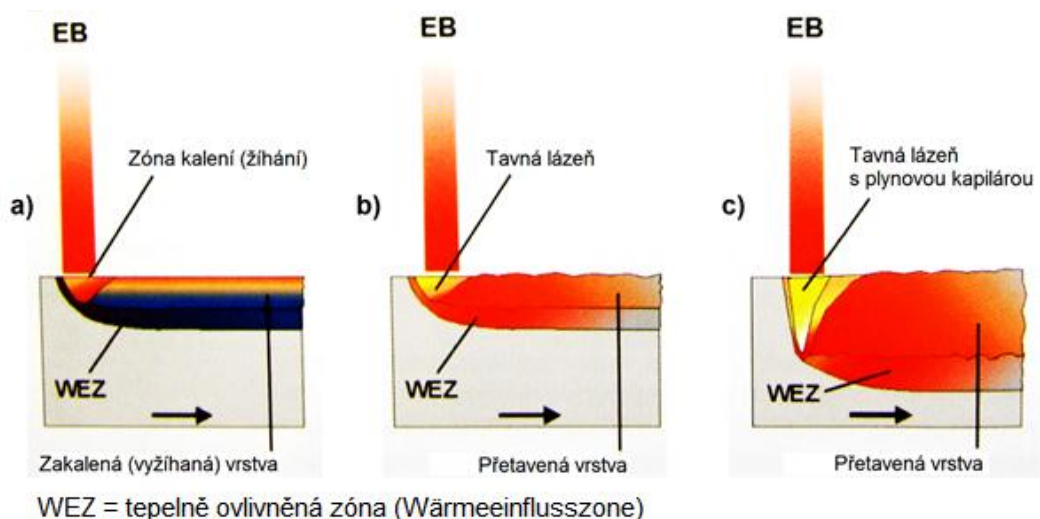 EB
a)
Zóna kalení (žíhání)
WEZ
Zakalená (vyžíhaná) vrstva
EB
b)
Tavná lázeň
WEZ
Přetavená vrstva
EB
c)
Tavná lázeň
s plynovou kapilárou
WEZ
Přetavená vrstva
WEZ = tepelně ovlivněná zóna (Wärmeeinflusszone)